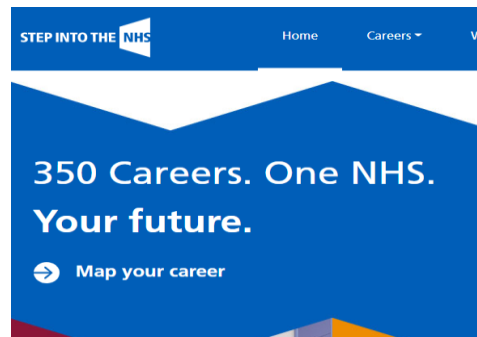 STEP INTO THE NHS Home Careers
350 Careers. One NHS.
Your future.
Map your career